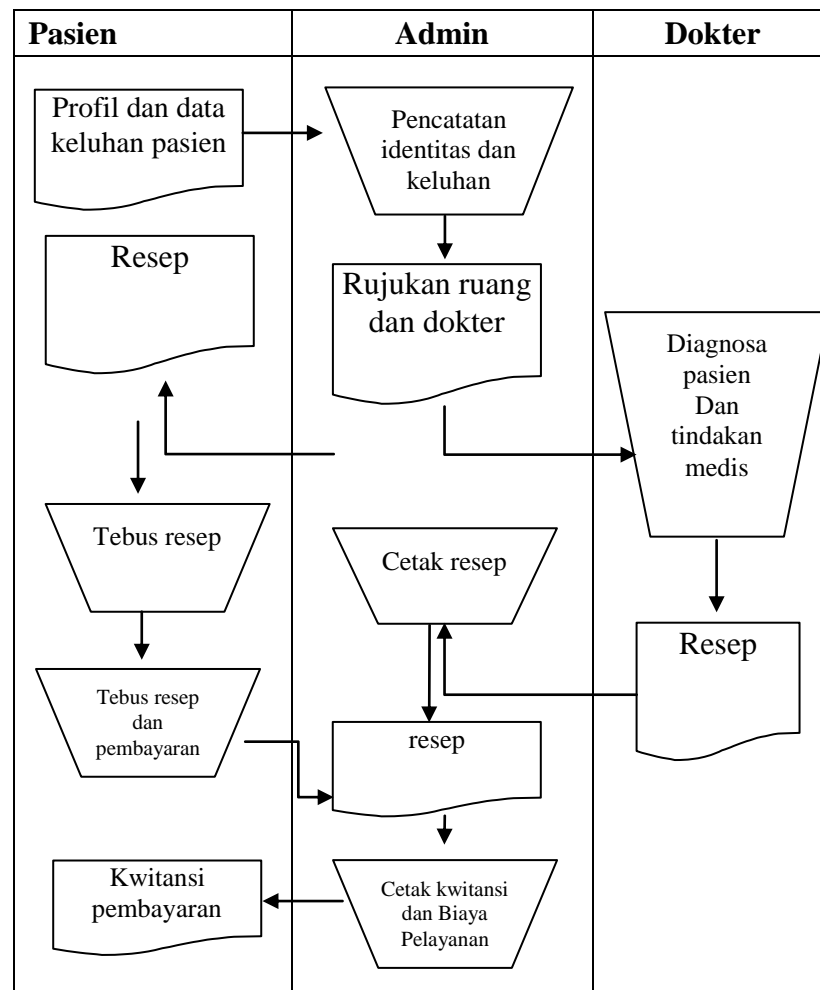 Pasien
Admin
Dokter
Profil dan data
keluhan pasien
Pencatatan
identitas dan
keluhan
Resep
Rujukan ruang
dan dokter
Diagnosa
pasien
Dan
tindakan
medis
Tebus resep
Cetak resep
Resep
Tebus resep
dan
pembayaran
resep
Kwitansi
pembayaran
Cetak kwitansi
dan Biaya
Pelayanan